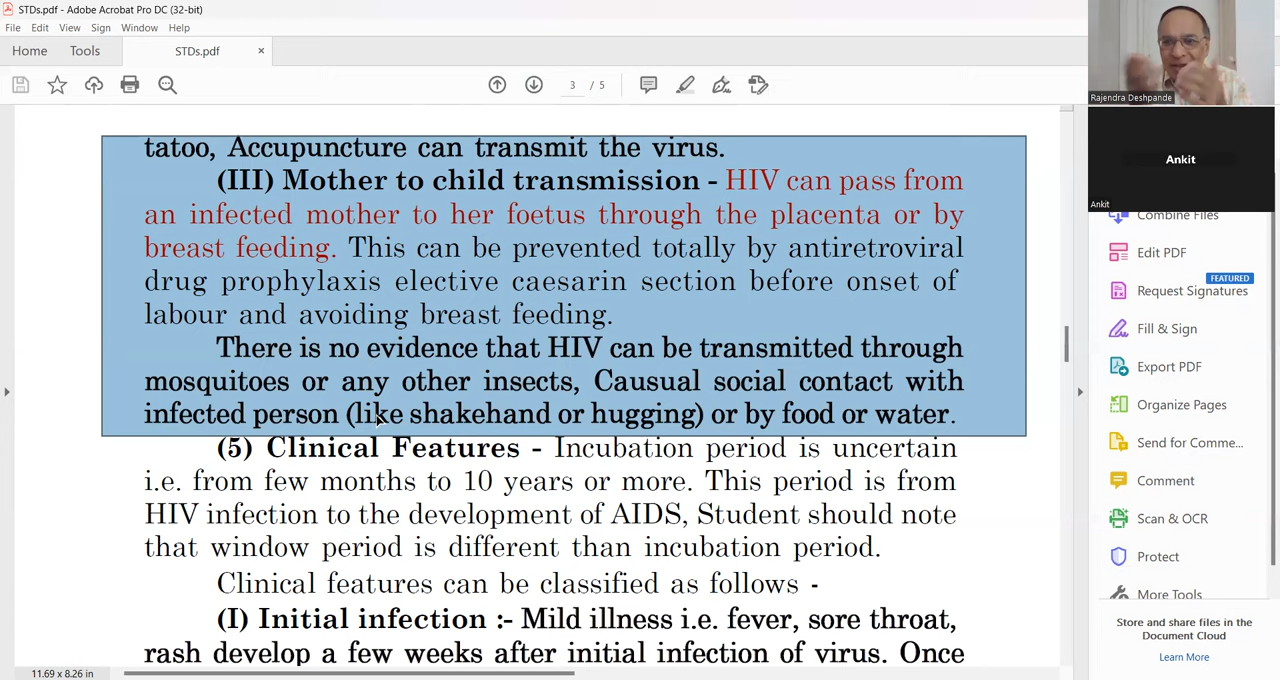 STDs.pdf - Adobe Acrobat Pro DC (32-bit)
File Edit View Sign Window Help
Home Tools STDs.pdf ×
3 / 5
tatoo, Accupuncture can transmit the virus.
(III) Mother to child transmission - HIV can pass from
an infected mother to her foetus through the placenta or by
breast feeding. This can be prevented totally by antiretroviral
drug prophylaxis elective caesarin section before onset of
labour and avoiding breast feeding.
There is no evidence that HIV can be transmitted through
mosquitoes or any other insects, Causual social contact with
infected person (like shakehand or hugging) or by food or water.
(5) Clinical Features - Incubation period is uncertain
i.e. from few months to 10 years or more. This period is from
HIV infection to the development of AIDS, Student should note
that window period is different than incubation period.
Clinical features can be classified as follows -
(I) Initial infection :- Mild illness i.e. fever, sore throat,
rash develop a few weeks after initial infection of virus. Once
11.69 x 8.26 in
Rajendra Deshpande
Ankit
Ankit
Combine Files
Edit PDF
FEATURED
Request Signatures
Fill & Sign
Export PDF
Organize Pages
Send for Comme...
Comment
Scan & OCR
Protect
More Tools
Store and share files in the
Document Cloud
Learn More